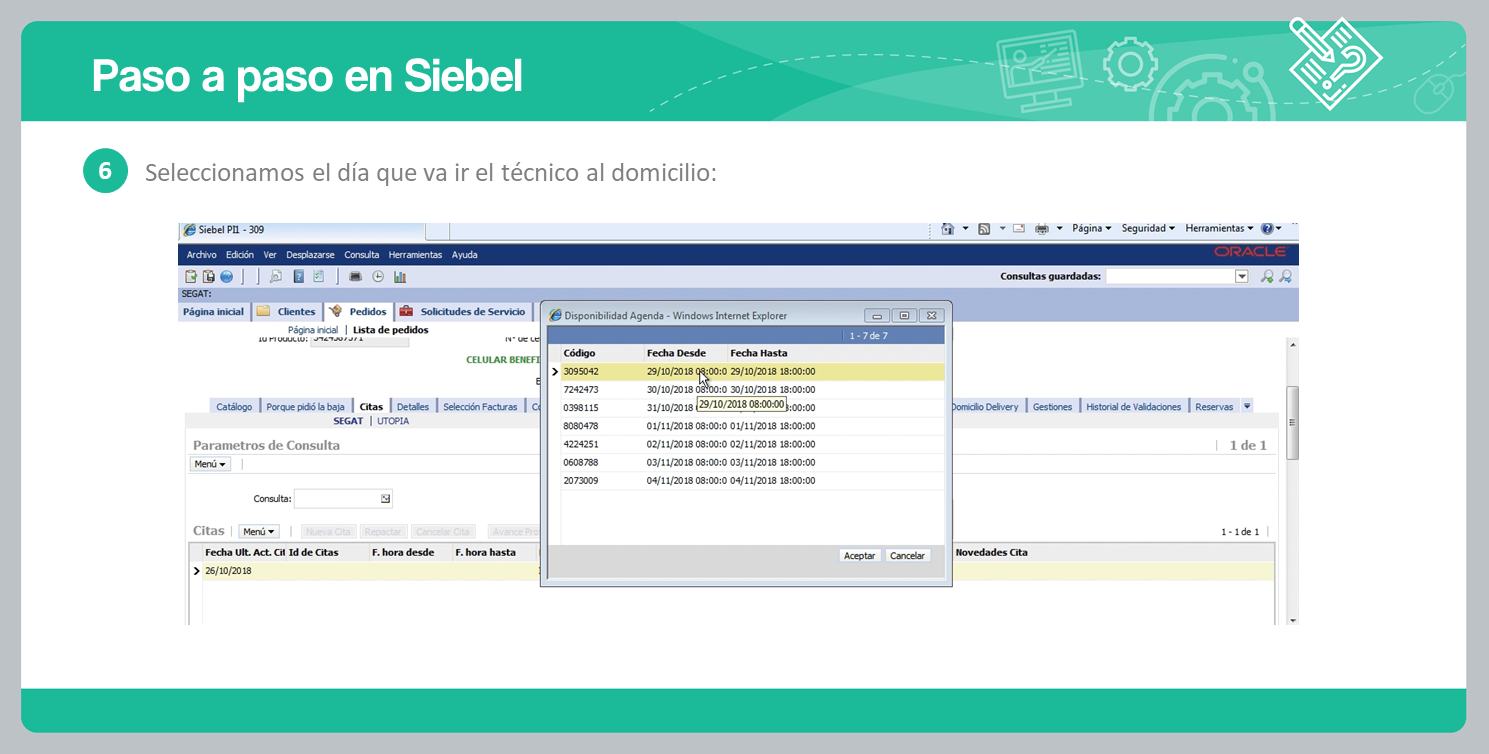 Paso a paso en Siebel
6 Seleccionamos el día que va ir el técnico al domicilio:
Siebel PI1 - 309
Página Seguridad Herramientas
Archivo Edición Ver Desplazarse Consulta Herramientas Ayuda
ORACLE
Consultas guardadas:
SEGAT:
Página inicial Clientes Pedidos Solicitudes de Servicio
Página inicial Lista de pedidos
Id Producto: 5424387371
N° de ce
CELULAR BENEFI
Catálogo Porque pidió la baja Citas Detalles Selección Facturas Co
Domicilio Delivery Gestiones Historial de Validaciones Reservas
SEGAT UTOPIA
Parametros de Consulta
1 de 1
Menú
Consulta:
Citas Menú Nueva Cita Repactar Cancelar Cita Avance Pro
1 - 1 de 1
Fecha Ult. Act. Cit Id de Citas F. hora desde F. hora hasta
Novedades Cita
26/10/2018
Disponibilidad Agenda - Windows Internet Explorer
1 - 7 de 7
Código Fecha Desde Fecha Hasta
3095042 29/10/2018 08:00:0 29/10/2018 18:00:00
7242473 30/10/2018 08:00:0 30/10/2018 18:00:00
29/10/2018 08:00:00
0398115 31/10/2018 8:00:00
8080478 01/11/2018 08:00:0 01/11/2018 18:00:00
4224251 02/11/2018 08:00:0 02/11/2018 18:00:00
0608788 03/11/2018 08:00:0 03/11/2018 18:00:00
2073009 04/11/2018 08:00:0 04/11/2018 18:00:00
Aceptar Cancelar